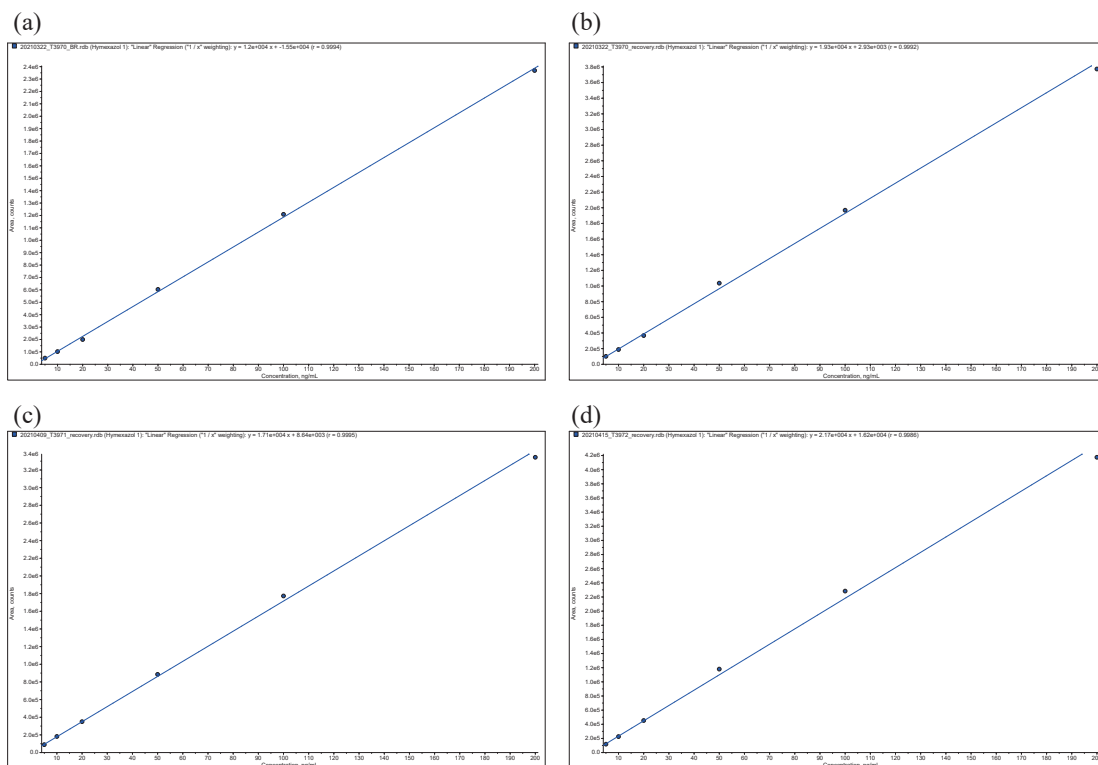 (a)
20210322_T3970_BR.rdb (Hymexazol 1): "Linear" Regression ("1 / x" weighting): y = 1.2e+004 x + -1.55e+004 (r = 0.9994)
2.4e6
2.3e6
2.2e6
2.1e6
2.0e6
1.9e6
1.8e6
1.7e6
1.6e6
1.5e6
1.4e6
1.3e6
1.2e6
1.1e6
1.0e6
9.0e5
8.0e5
7.0e5
6.0e5
5.0e5
4.0e5
3.0e5
2.0e5
1.0e5
0.0
Area, counts
10 20 30 40 50 60 70 80 90 100 110 120 130 140 150 160 170 180 190 200
Concentration, ng/mL
(b)
20210322_T3970_recovery.rdb (Hymexazol 1): "Linear" Regression ("1 / x" weighting): y = 1.93e+004 x + 2.93e+003 (r = 0.9992)
3.8e6
3.6e6
3.4e6
3.2e6
3.0e6
2.8e6
2.6e6
2.4e6
2.2e6
2.0e6
1.8e6
1.6e6
1.4e6
1.2e6
1.0e6
8.0e5
6.0e5
4.0e5
2.0e5
0.0
Area, counts
10 20 30 40 50 60 70 80 90 100 110 120 130 140 150 160 170 180 190 200
Concentration, ng/mL
(c)
20210409_T3971_recovery.rdb (Hymexazol 1): "Linear" Regression ("1 / x" weighting): y = 1.71e+004 x + 8.64e+003 (r = 0.9995)
3.4e6
3.2e6
3.0e6
2.8e6
2.6e6
2.4e6
2.2e6
2.0e6
1.8e6
1.6e6
1.4e6
1.2e6
1.0e6
8.0e5
6.0e5
4.0e5
2.0e5
0.0
Area, counts
10 20 30 40 50 60 70 80 90 100 110 120 130 140 150 160 170 180 190 200
Concentration, ng/mL
(d)
20210415_T3972_recovery.rdb (Hymexazol 1): "Linear" Regression ("1 / x" weighting): y = 2.17e+004 x + 1.62e+004 (r = 0.9986)
4.2e6
4.0e6
3.8e6
3.6e6
3.4e6
3.2e6
3.0e6
2.8e6
2.6e6
2.4e6
2.2e6
2.0e6
1.8e6
1.6e6
1.4e6
1.2e6
1.0e6
8.0e5
6.0e5
4.0e5
2.0e5
0.0
Area, counts
10 20 30 40 50 60 70 80 90 100 110 120 130 140 150 160 170 180 190 200
Concentration, ng/mL